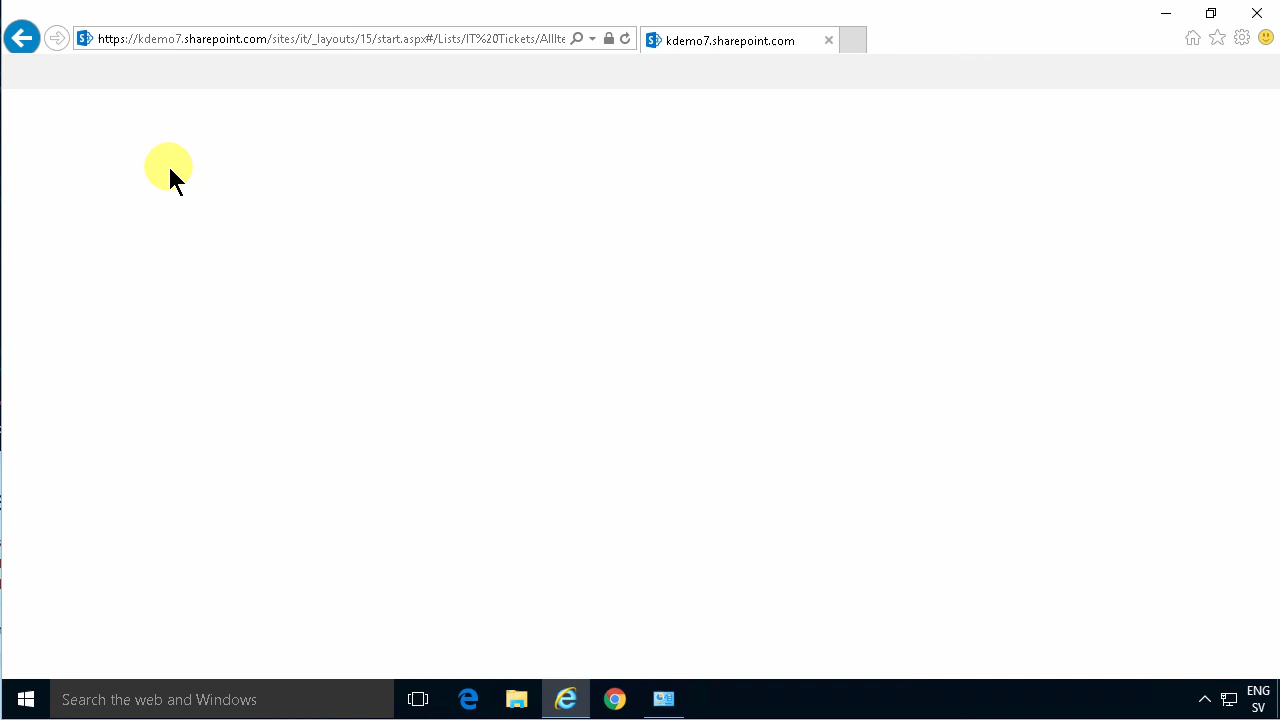 https://kdemo7.sharepoint.com/sites/it/_layouts/15/start.aspx#/Lists/IT%20Tickets/AllIte
kdemo7.sharepoint.com
Search the web and Windows
ENG
SV